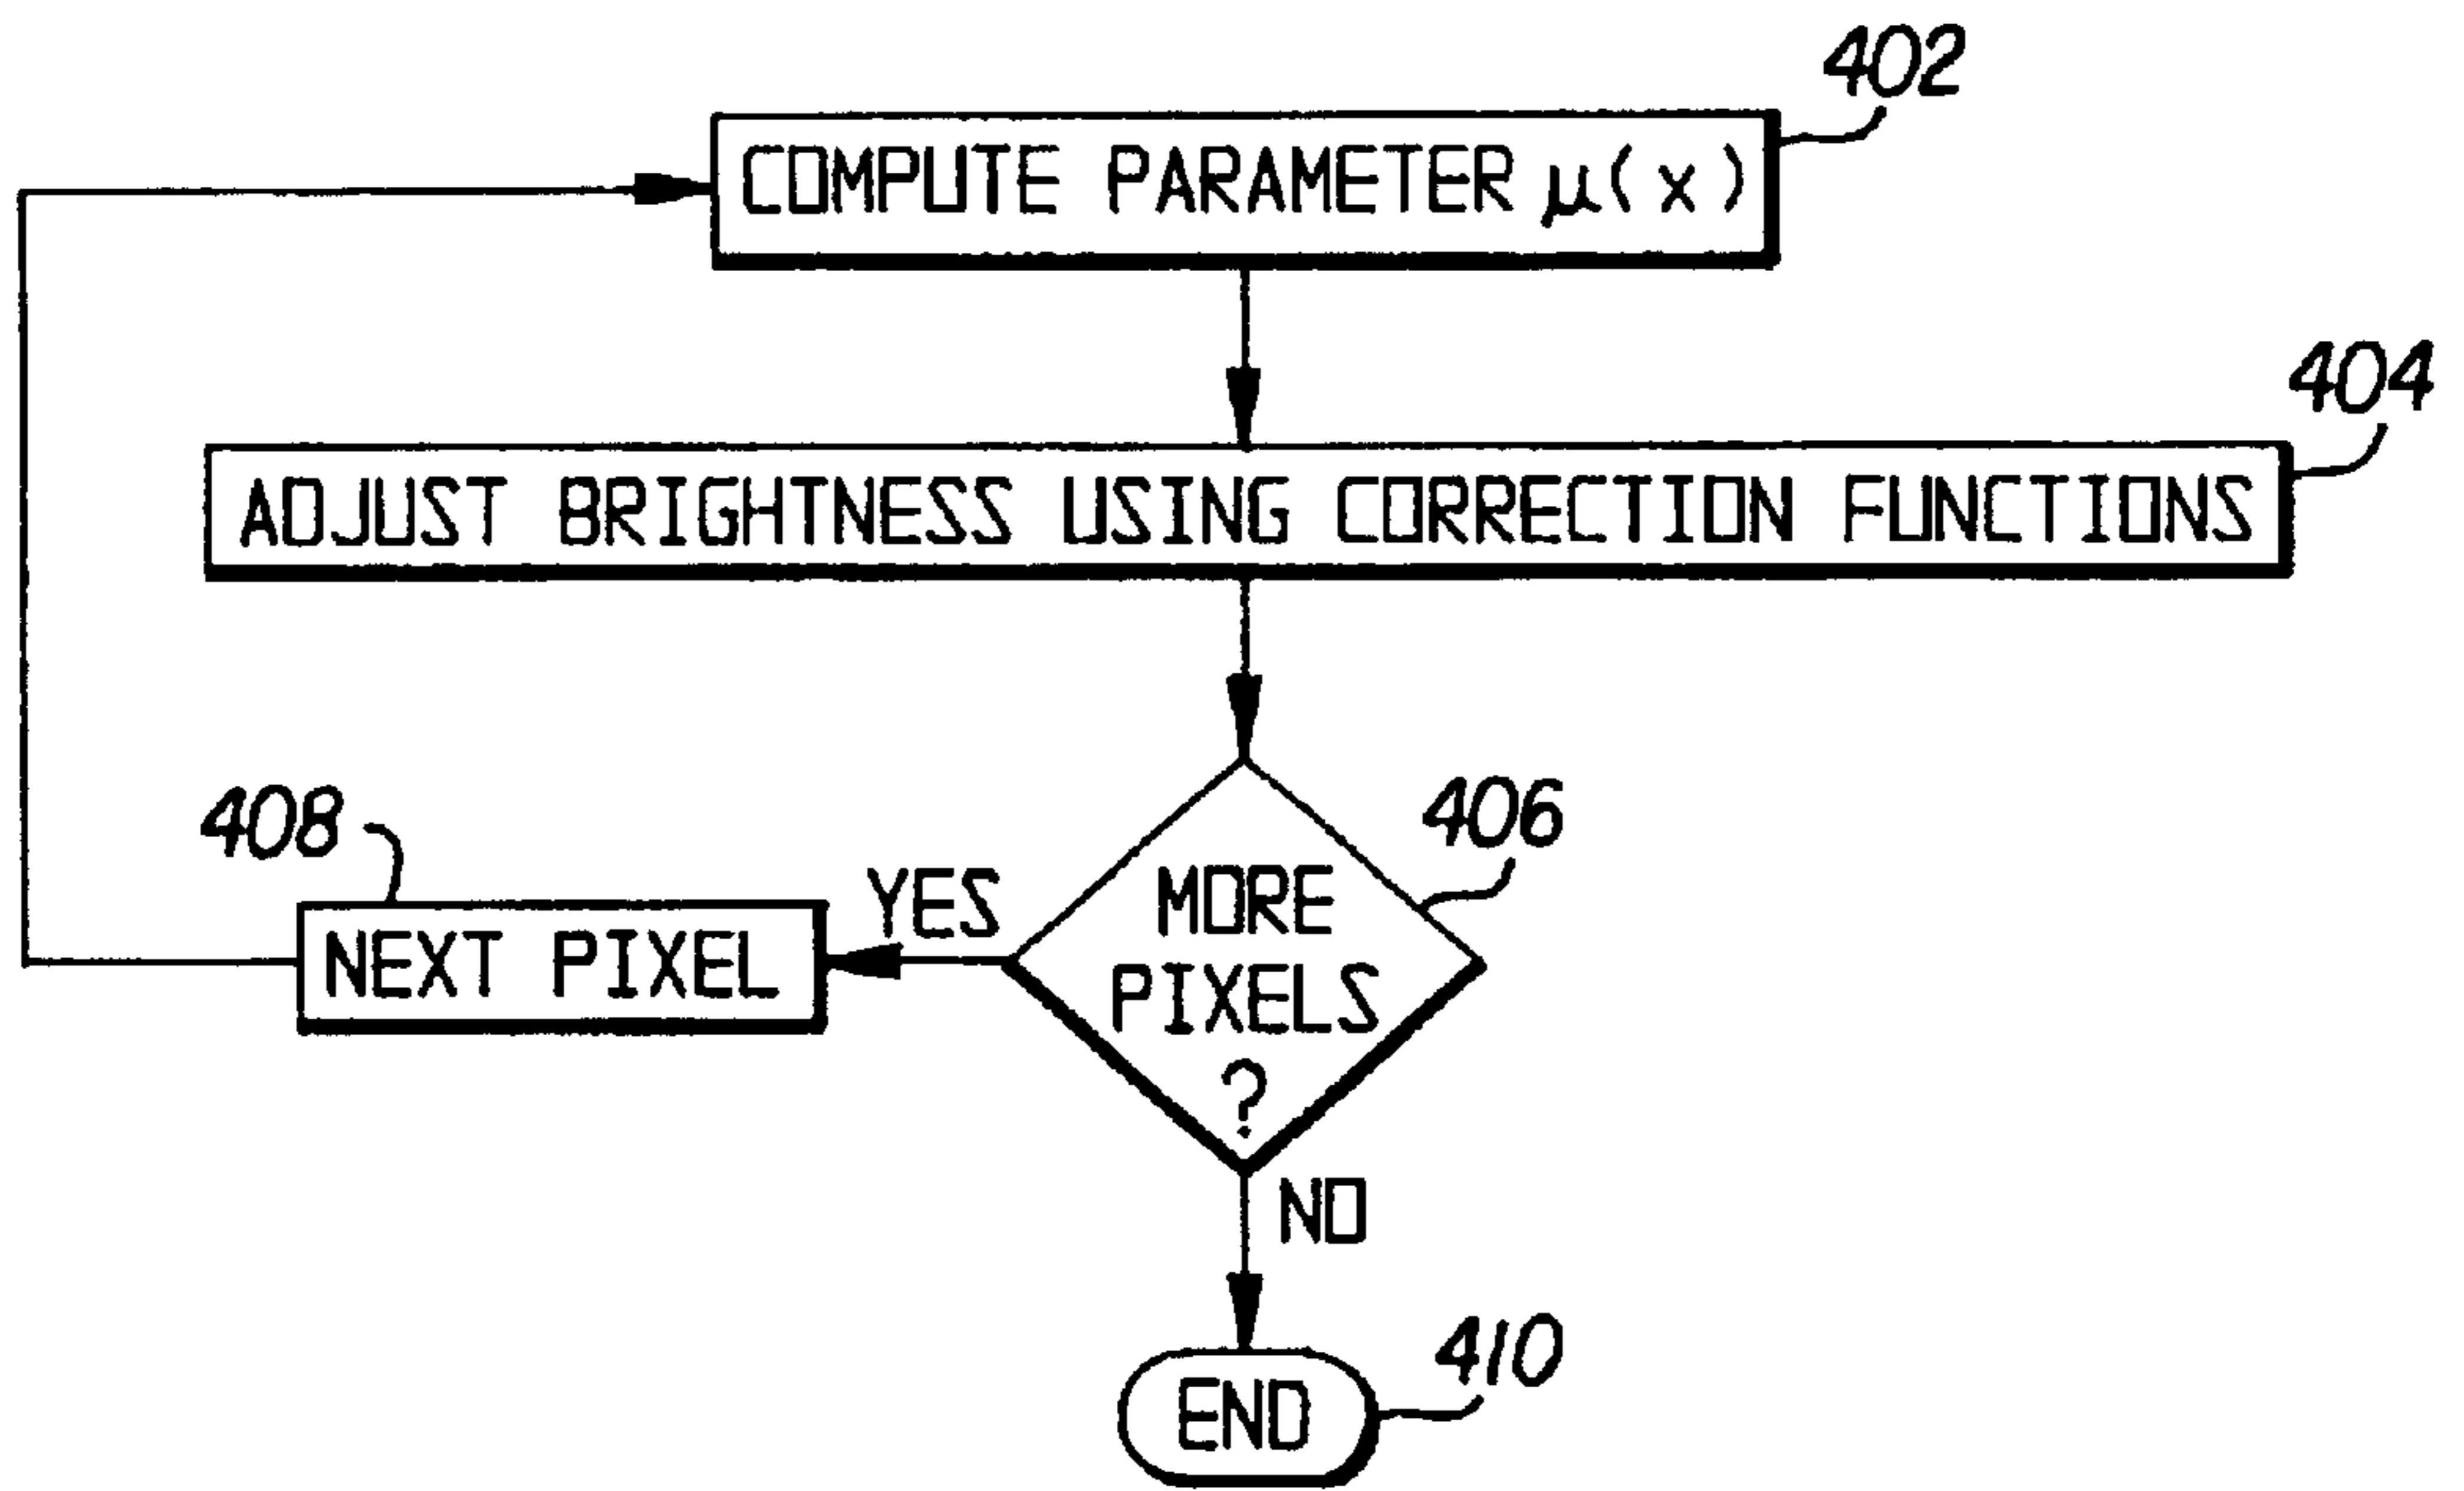 402
COMPUTE PARAMETER μ(x)
404
ADJUST BRIGHTNESS USING CORRECTION FUNCTIONS
406
MORE
PIXELS
?
YES
408
NEXT PIXEL
NO
410
END